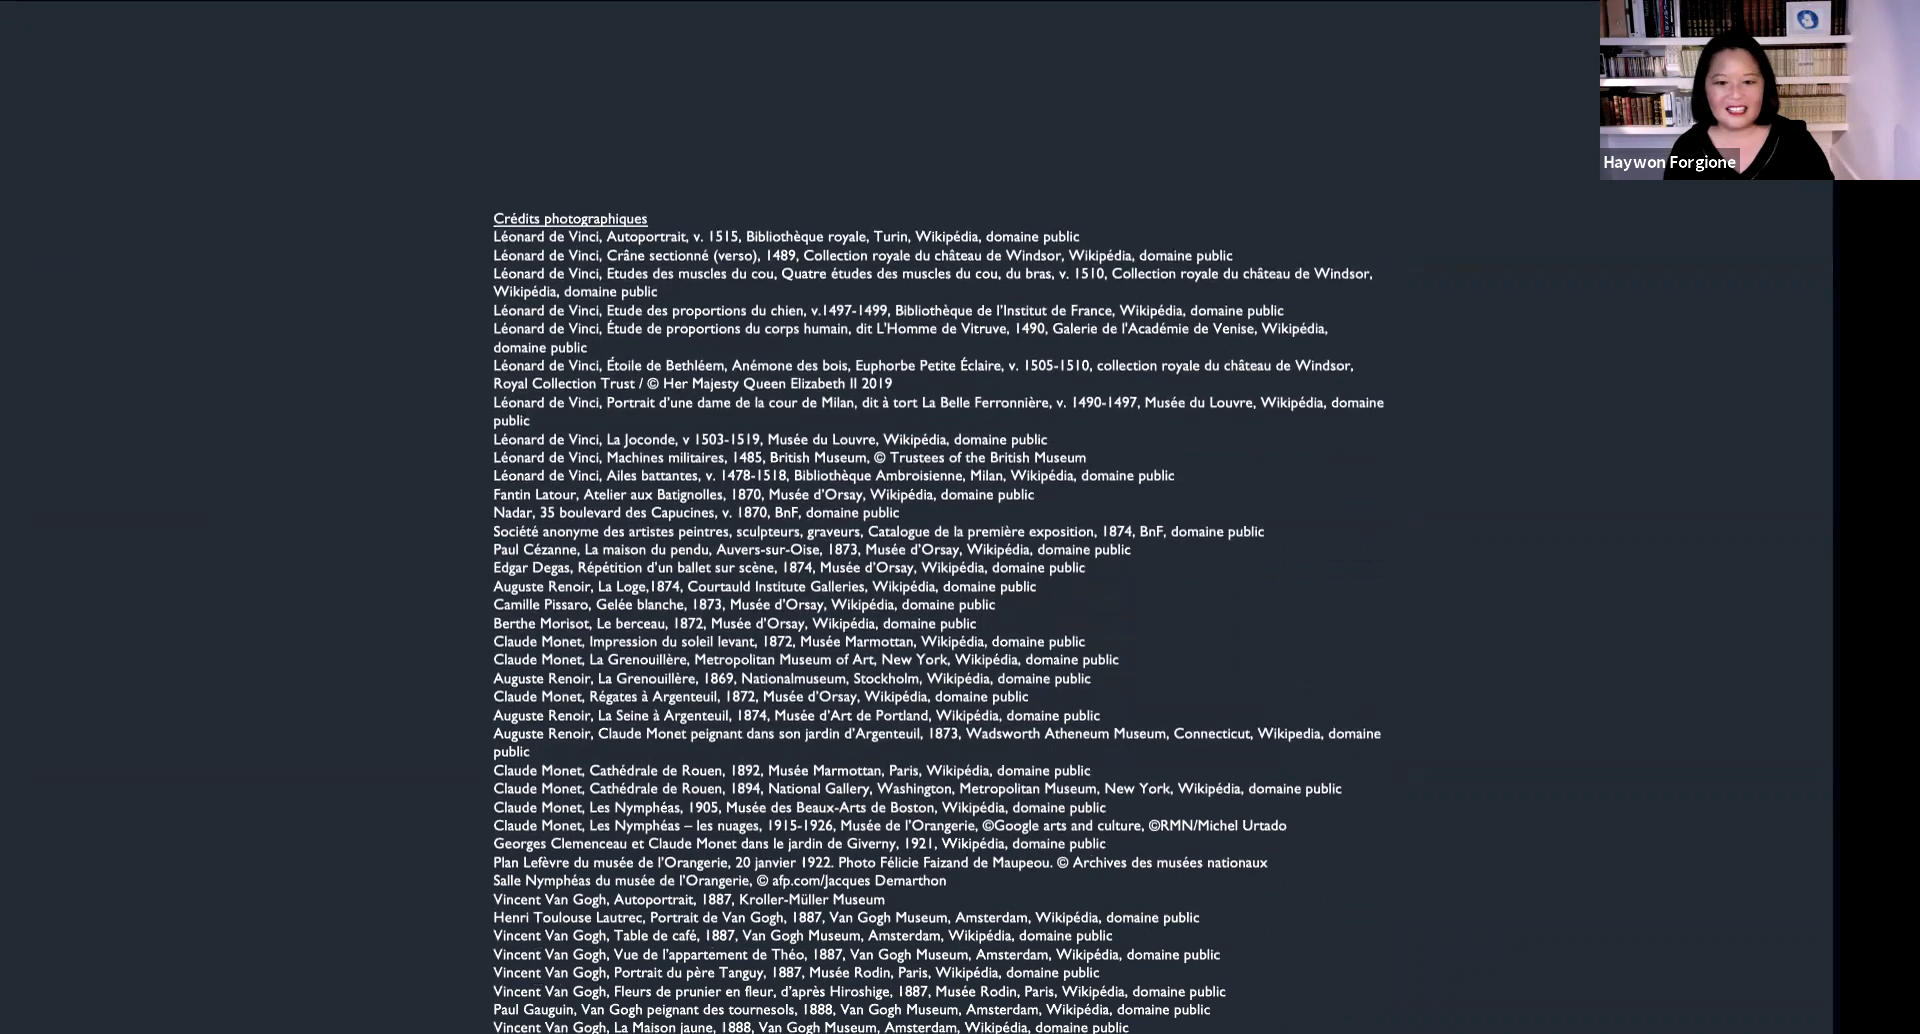 Haywon Forgione
Crédits photographiques
Léonard de Vinci, Autoportrait, v. 1515, Bibliothèque royale, Turin, Wikipédia, domaine public
Léonard de Vinci, Crâne sectionné (verso), 1489, Collection royale du château de Windsor, Wikipédia, domaine public
Léonard de Vinci, Etudes des muscles du cou, Quatre études des muscles du cou, du bras, v. 1510, Collection royale du château de Windsor,
Wikipédia, domaine public
Léonard de Vinci, Etude des proportions du chien, v.1497-1499, Bibliothèque de l'Institut de France, Wikipédia, domaine public
Léonard de Vinci, Étude de proportions du corps humain, dit L'Homme de Vitruve, 1490, Galerie de l'Académie de Venise, Wikipédia,
domaine public
Léonard de Vinci, Étoile de Bethléem, Anémone des bois, Euphorbe Petite Éclaire, v. 1505-1510, collection royale du château de Windsor,
Royal Collection Trust / © Her Majesty Queen Elizabeth II 2019
Léonard de Vinci, Portrait d'une dame de la cour de Milan, dit à tort La Belle Ferronnière, v. 1490-1497, Musée du Louvre, Wikipédia, domaine
public
Léonard de Vinci, La Joconde, v 1503-1519, Musée du Louvre, Wikipédia, domaine public
Léonard de Vinci, Machines militaires, 1485, British Museum, © Trustees of the British Museum
Léonard de Vinci, Ailes battantes, v. 1478-1518, Bibliothèque Ambroisienne, Milan, Wikipédia, domaine public
Fantin Latour, Atelier aux Batignolles, 1870, Musée d'Orsay, Wikipédia, domaine public
Nadar, 35 boulevard des Capucines, v. 1870, BnF, domaine public
Société anonyme des artistes peintres, sculpteurs, graveurs, Catalogue de la première exposition, 1874, BnF, domaine public
Paul Cézanne, La maison du pendu, Auvers-sur-Oise, 1873, Musée d'Orsay, Wikipédia, domaine public
Edgar Degas, Répétition d'un ballet sur scène, 1874, Musée d'Orsay, Wikipédia, domaine public
Auguste Renoir, La Loge,1874, Courtauld Institute Galleries, Wikipédia, domaine public
Camille Pissaro, Gelée blanche, 1873, Musée d'Orsay, Wikipédia, domaine public
Berthe Morisot, Le berceau, 1872, Musée d'Orsay, Wikipédia, domaine public
Claude Monet, Impression du soleil levant, 1872, Musée Marmottan, Wikipédia, domaine public
Claude Monet, La Grenouillère, Metropolitan Museum of Art, New York, Wikipédia, domaine public
Auguste Renoir, La Grenouillère, 1869, Nationalmuseum, Stockholm, Wikipédia, domaine public
Claude Monet, Régates à Argenteuil, 1872, Musée d'Orsay, Wikipédia, domaine public
Auguste Renoir, La Seine à Argenteuil, 1874, Musée d'Art de Portland, Wikipédia, domaine public
Auguste Renoir, Claude Monet peignant dans son jardin d'Argenteuil, 1873, Wadsworth Atheneum Museum, Connecticut, Wikipedia, domaine
public
Claude Monet, Cathédrale de Rouen, 1892, Musée Marmottan, Paris, Wikipédia, domaine public
Claude Monet, Cathédrale de Rouen, 1894, National Gallery, Washington, Metropolitan Museum, New York, Wikipédia, domaine public
Claude Monet, Les Nymphéas, 1905, Musée des Beaux-Arts de Boston, Wikipédia, domaine public
Claude Monet, Les Nymphéas – les nuages, 1915-1926, Musée de l'Orangerie, ©Google arts and culture, ©RMN/Michel Urtado
Georges Clemenceau et Claude Monet dans le jardin de Giverny, 1921, Wikipédia, domaine public
Plan Lefèvre du musée de l'Orangerie, 20 janvier 1922. Photo Félicie Faizand de Maupeou. © Archives des musées nationaux
Salle Nymphéas du musée de l'Orangerie, © afp.com/Jacques Demarthon
Vincent Van Gogh, Autoportrait, 1887, Kroller-Müller Museum
Henri Toulouse Lautrec, Portrait de Van Gogh, 1887, Van Gogh Museum, Amsterdam, Wikipédia, domaine public
Vincent Van Gogh, Table de café, 1887, Van Gogh Museum, Amsterdam, Wikipédia, domaine public
Vincent Van Gogh, Vue de l'appartement de Théo, 1887, Van Gogh Museum, Amsterdam, Wikipédia, domaine public
Vincent Van Gogh, Portrait du père Tanguy, 1887, Musée Rodin, Paris, Wikipédia, domaine public
Vincent Van Gogh, Fleurs de prunier en fleur, d'après Hiroshige, 1887, Musée Rodin, Paris, Wikipédia, domaine public
Paul Gauguin, Van Gogh peignant des tournesols, 1888, Van Gogh Museum, Amsterdam, Wikipédia, domaine public
Vincent Van Gogh, La Maison jaune, 1888, Van Gogh Museum, Amsterdam, Wikipédia, domaine public